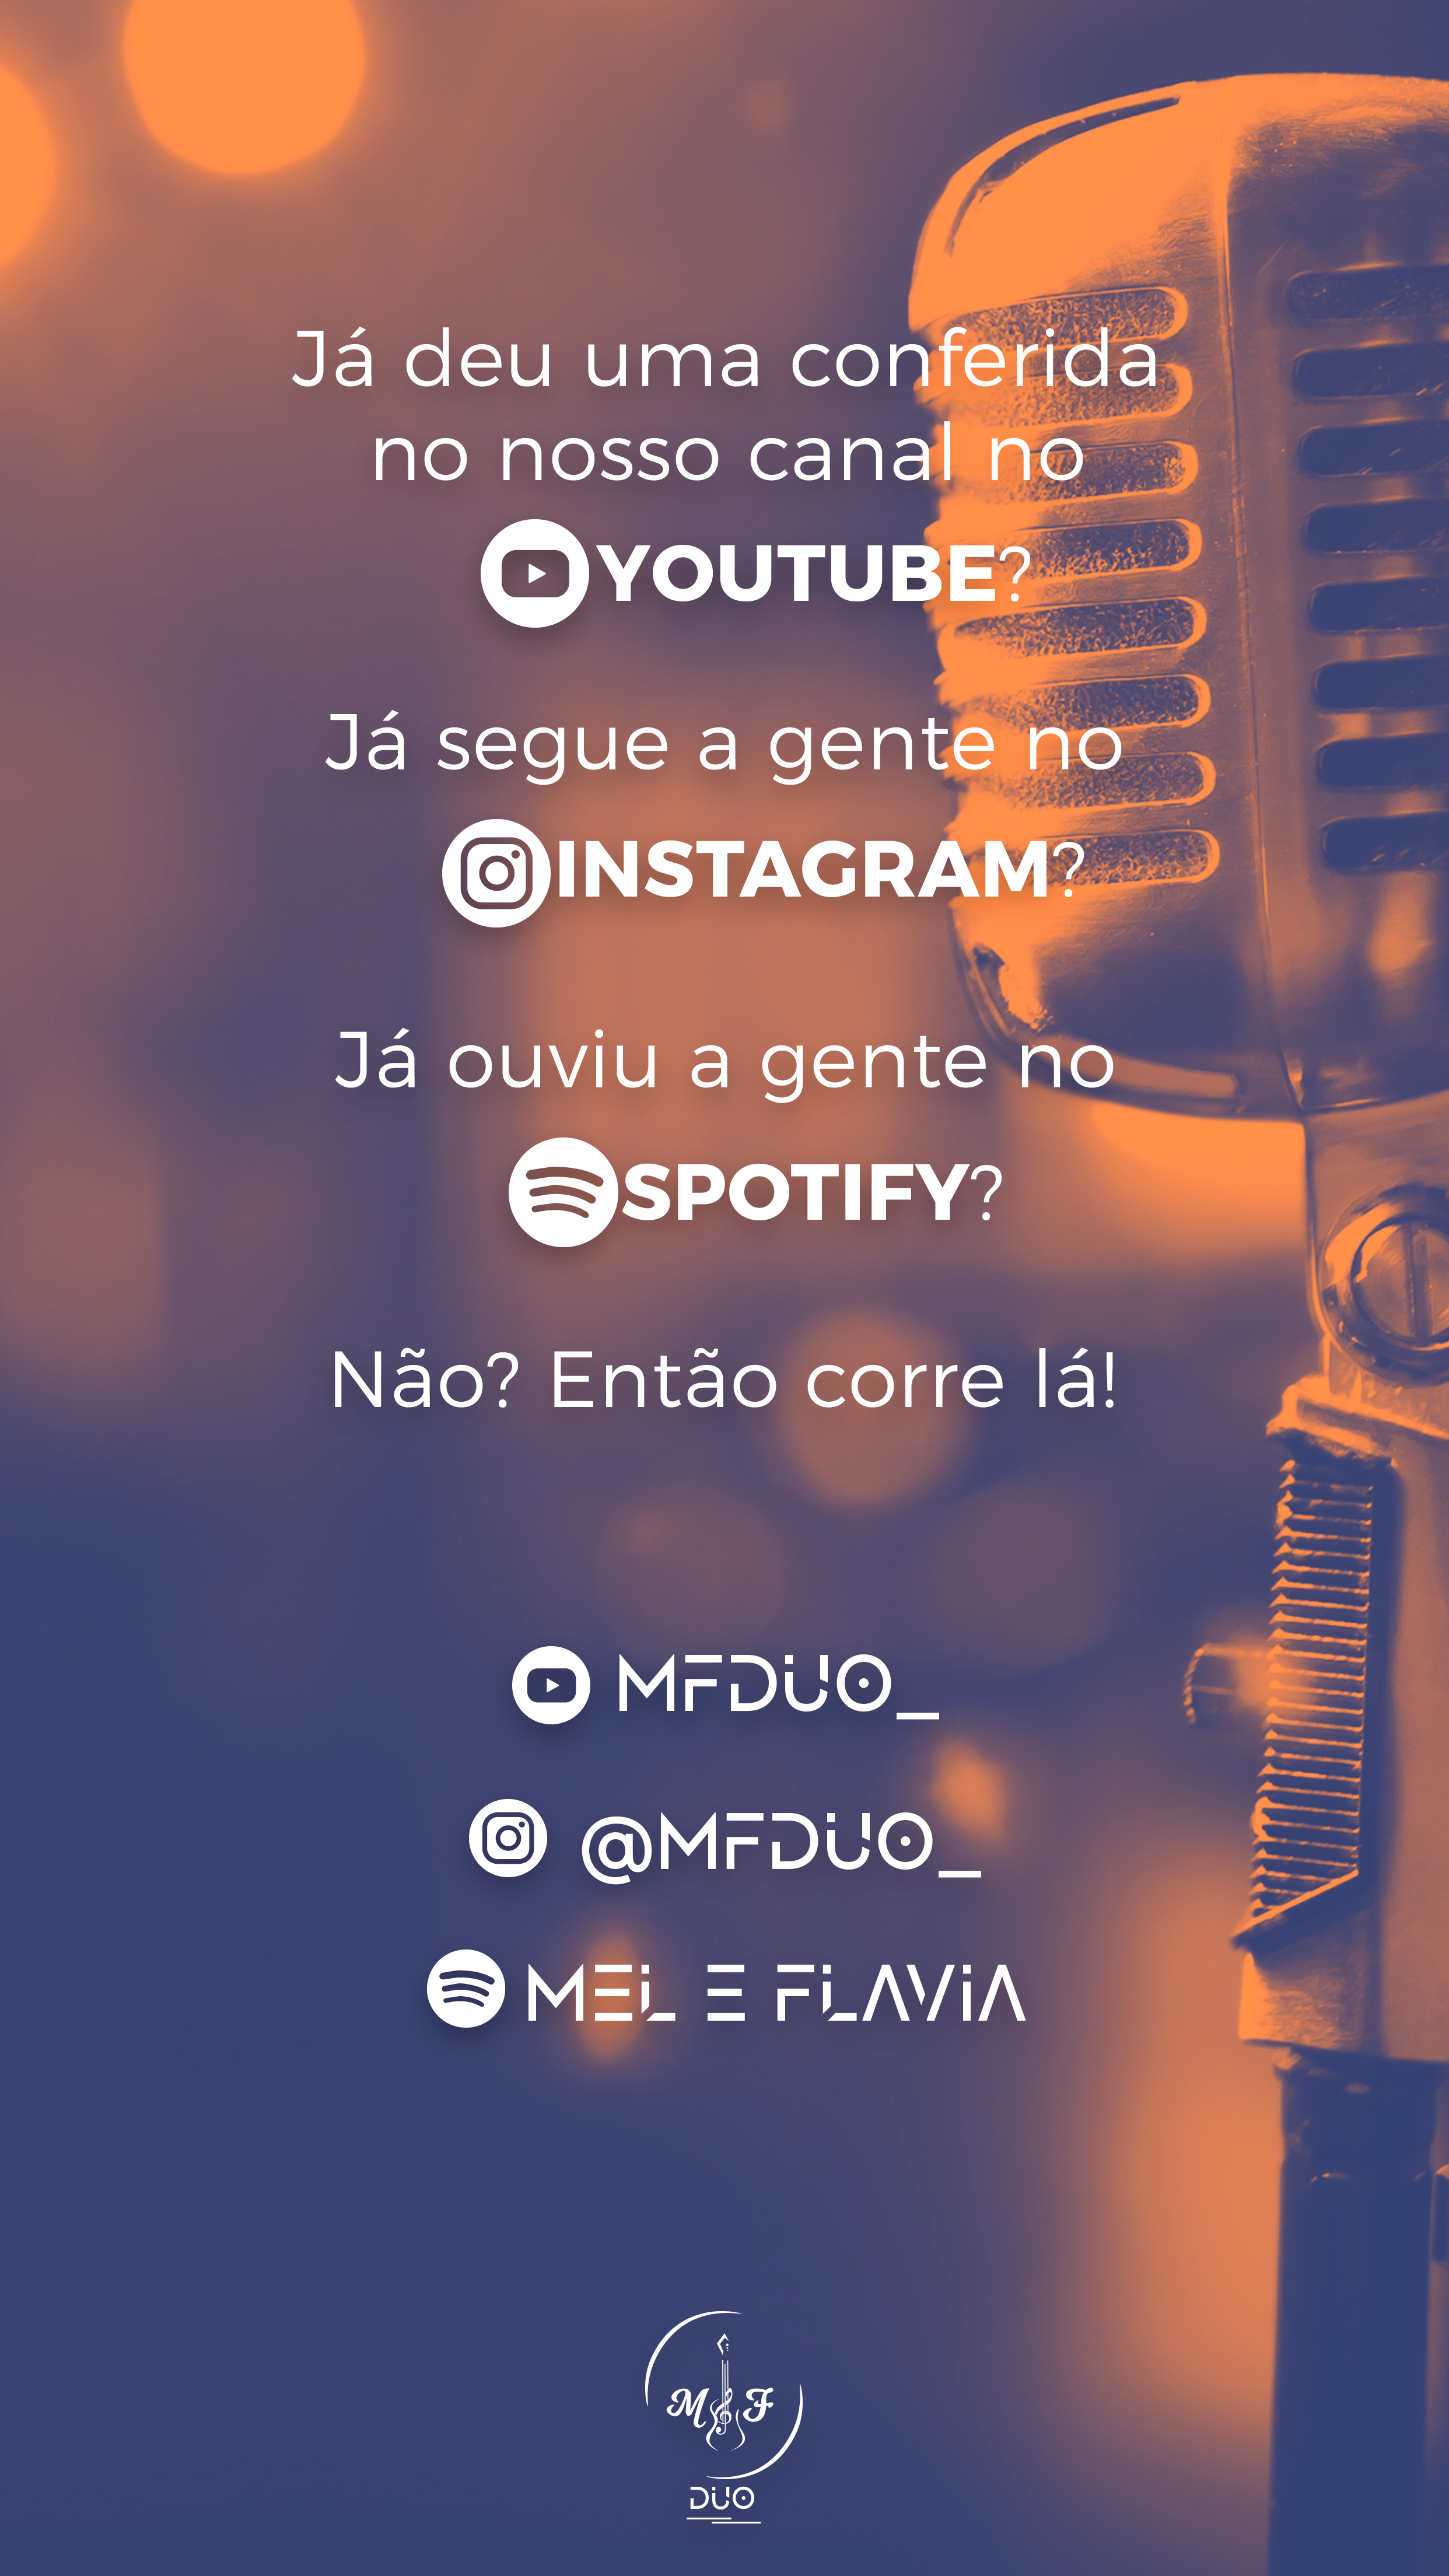 Já deu uma conferida
no nosso canal no
YOUTUBE?
Já segue a gente no
INSTAGRAM?
Já ouviu a gente no
SPOTIFY?
Não? Então corre lá!
MFDUO_
@MFDUO_
MEL E FLAVIA
M F
DUO